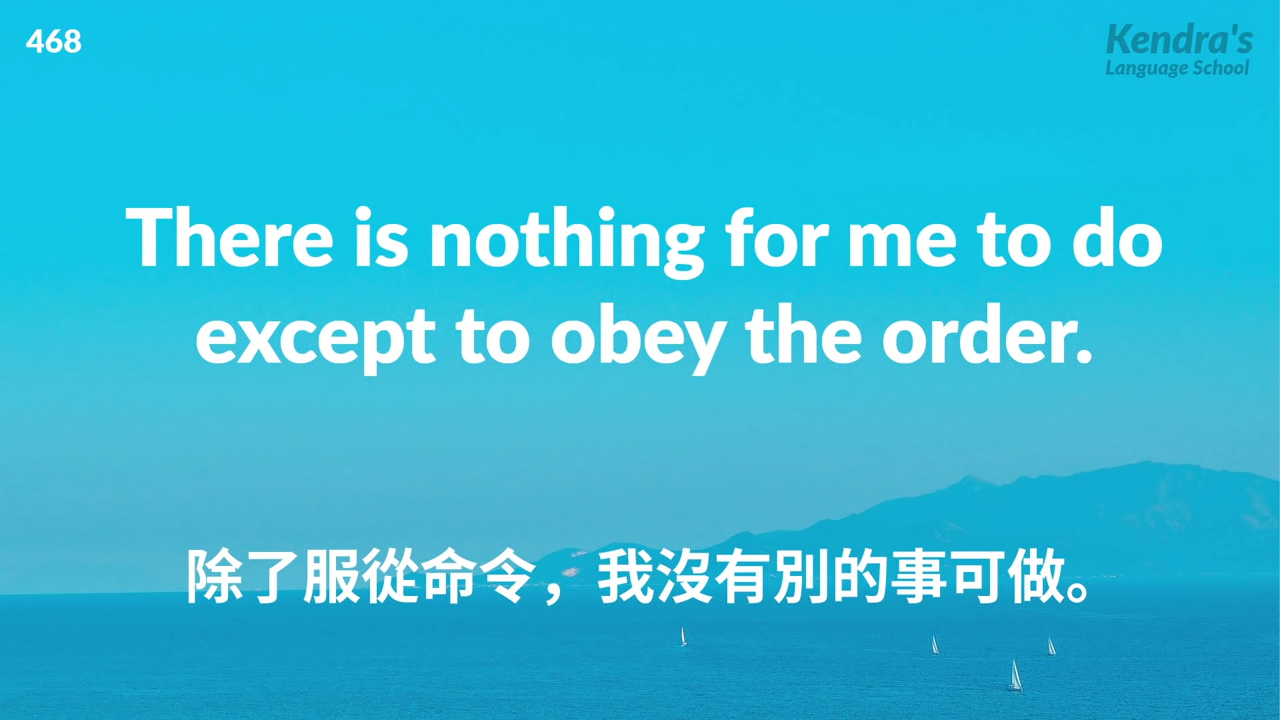 468
Kendra's
Language School
There is nothing for me to do
except to obey the order.
除了服從命令，我沒有別的事可做。